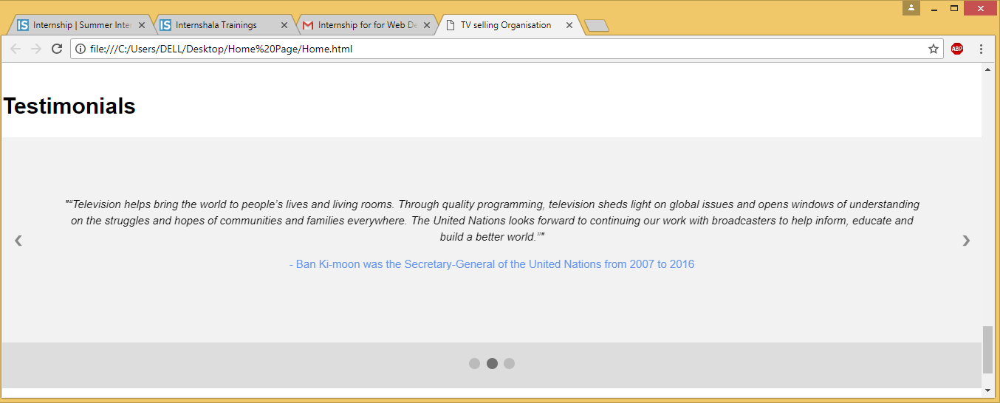 Internship | Summer Inter
Internshala Trainings
Internship for for Web De
TV selling Organisation
file:///C:/Users/DELL/Desktop/Home%20Page/Home.html
ABP
Testimonials
"“Television helps bring the world to people’s lives and living rooms. Through quality programming, television sheds light on global issues and opens windows of understanding
on the struggles and hopes of communities and families everywhere. The United Nations looks forward to continuing our work with broadcasters to help inform, educate and
build a better world.”"
❮
❯
- Ban Ki-moon was the Secretary-General of the United Nations from 2007 to 2016